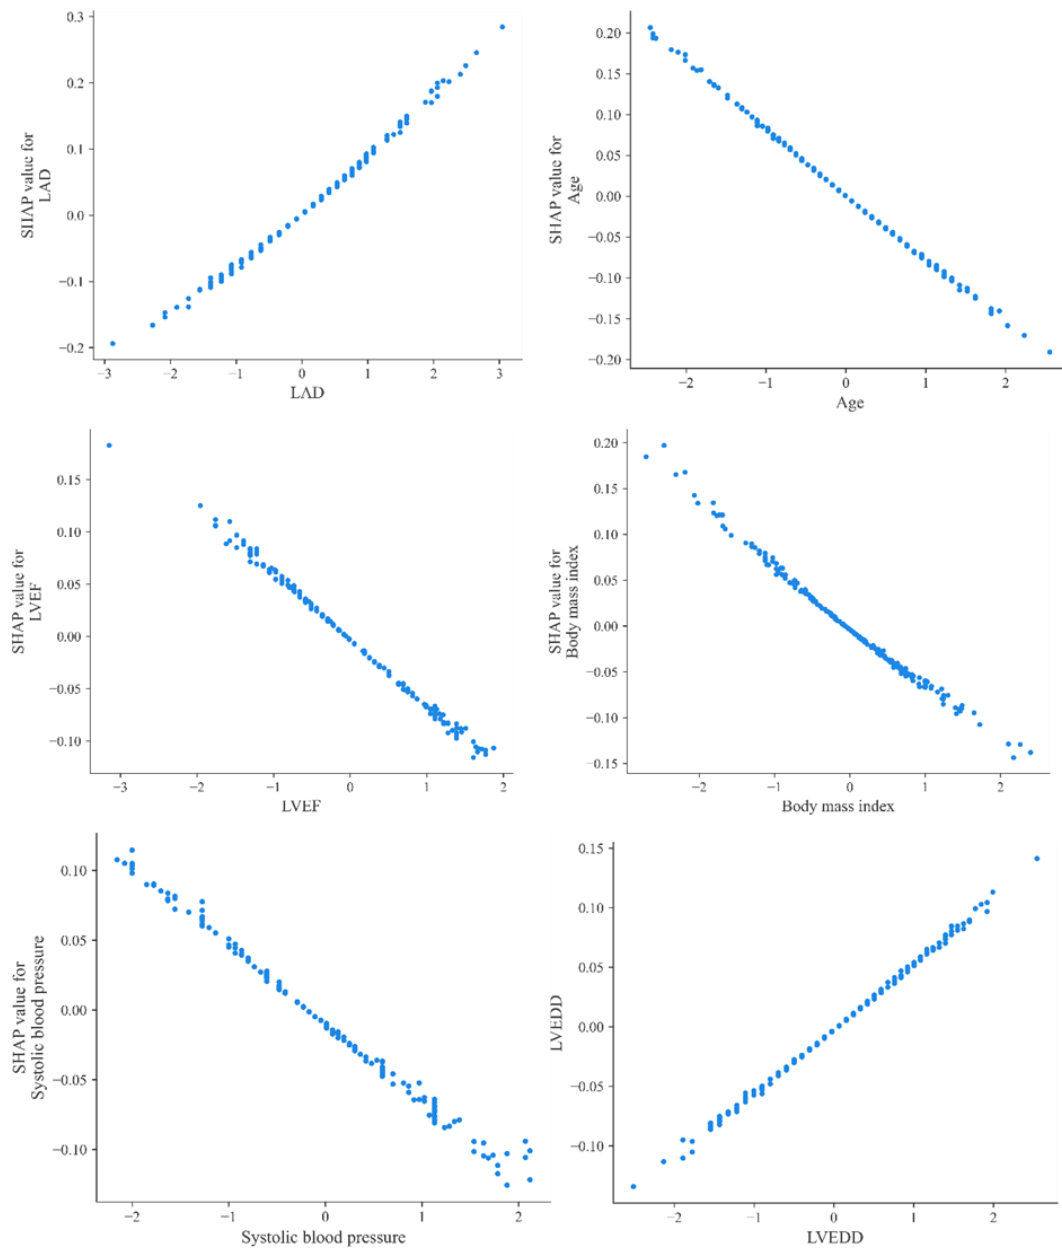 0.3
0.2
0.1
0.0
−0.1
−0.2
SHAP value for
LAD
−3 −2 −1 0 1 2 3
LAD
0.20
0.15
0.10
0.05
0.00
−0.05
−0.10
−0.15
−0.20
SHAP value for
Age
−2 −1 0 1 2
Age
0.15
0.10
0.05
0.00
−0.05
−0.10
SHAP value for
LVEF
−3 −2 −1 0 1 2
LVEF
0.20
0.15
0.10
0.05
0.00
−0.05
−0.10
−0.15
SHAP value for
Body mass index
−2 −1 0 1 2
Body mass index
0.10
0.05
0.00
−0.05
−0.10
SHAP value for
Systolic blood pressure
−2 −1 0 1 2
Systolic blood pressure
0.15
0.10
0.05
0.00
−0.05
−0.10
LVEDD
−2 −1 0 1 2
LVEDD